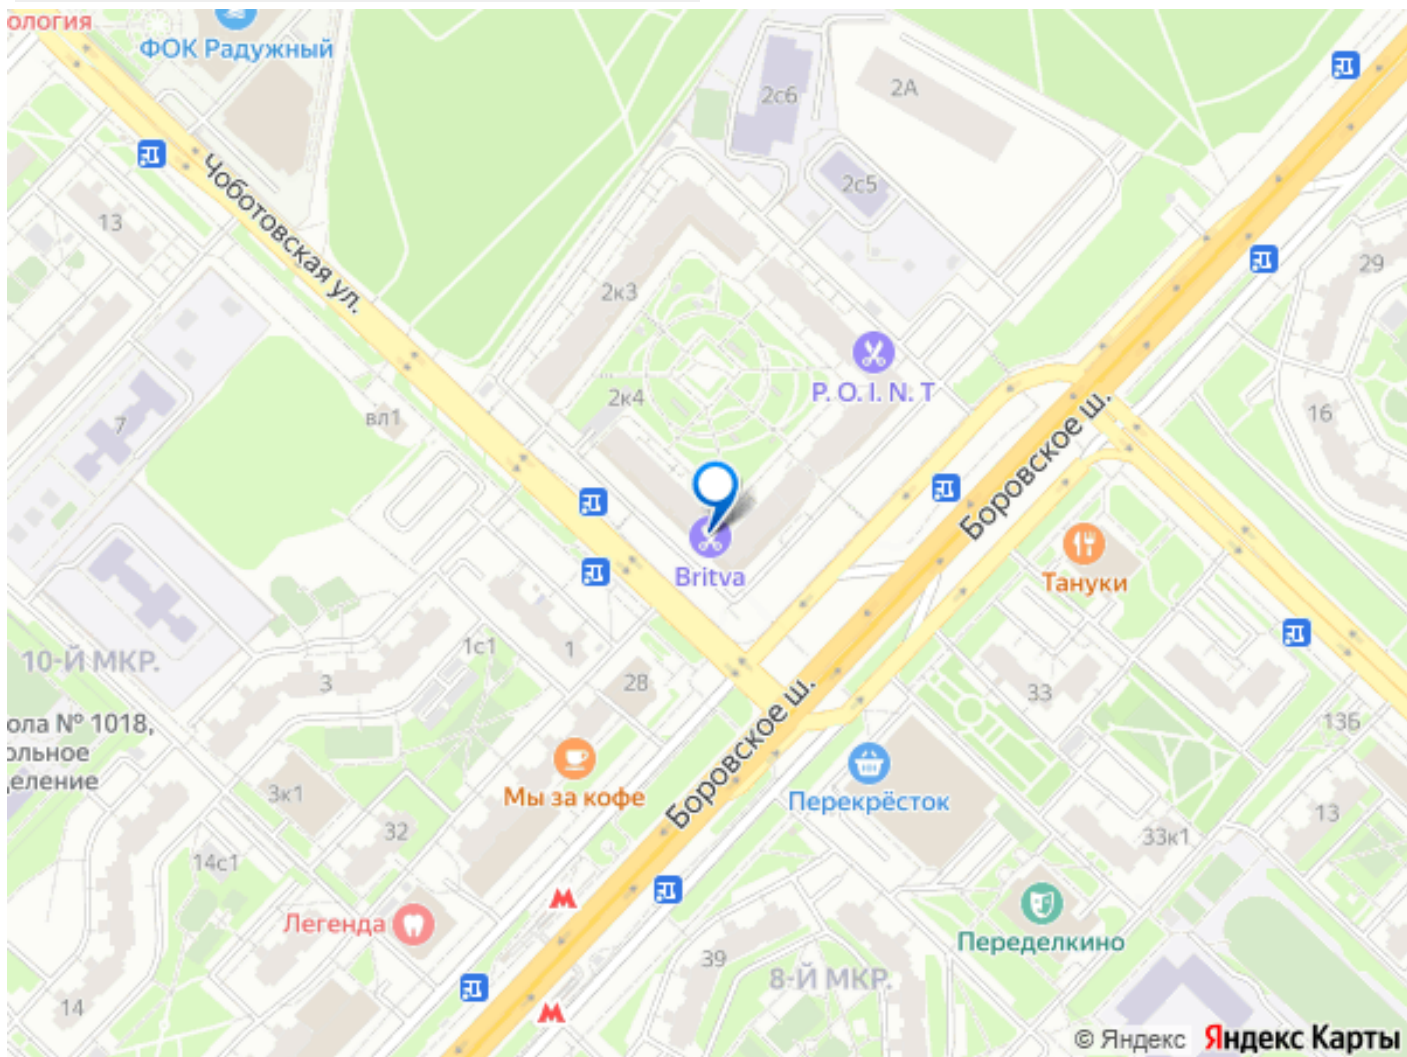 ология
ФОК Радужный
2с6
2А
Чоботовская ул.
13
2с5
29
2к3
P. O. I. N. T
2к4
вл1
7
16
Боровское ш.
Britva
Тануки
10-Й МКР.
1с1
1
3
28
33
13Б
ола № 1018,
ольное
деление
Боровское ш.
Мы за кофе
Перекрёсток
3к1
32
14с1
33к1
13
Легенда
Переделкино
39
8-Й МКР.
14
© Яндекс Яндекс Карты